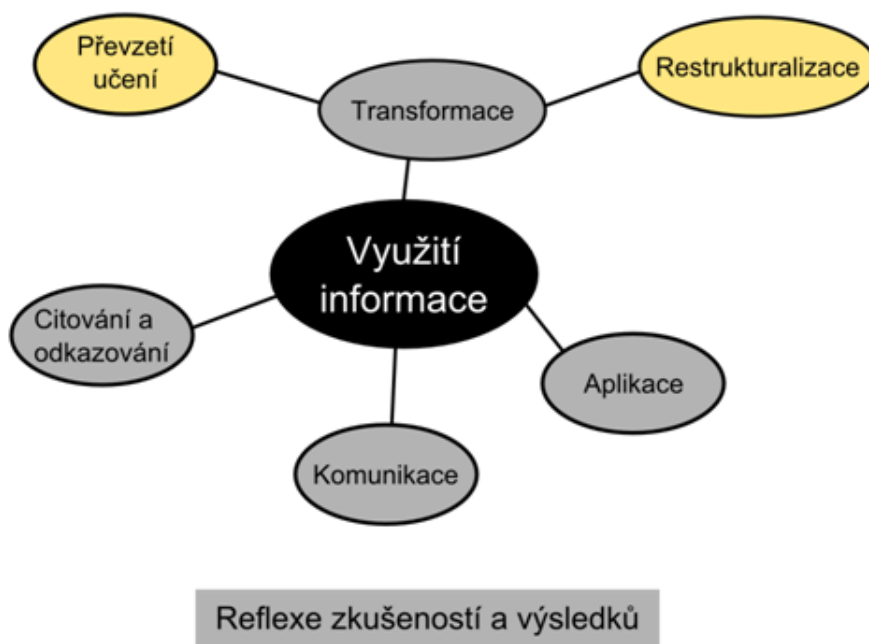 Převzetí
učení
Restrukturalizace
Transformace
Využití
informace
Citování a
odkazování
Aplikace
Komunikace
Reflexe zkušeností a výsledků